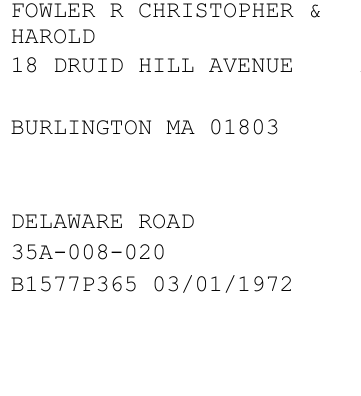 FOWLER R CHRISTOPHER &
HAROLD
18 DRUID HILL AVENUE
BURLINGTON MA 01803
DELAWARE ROAD
35A-008-020
B1577P365 03/01/1972